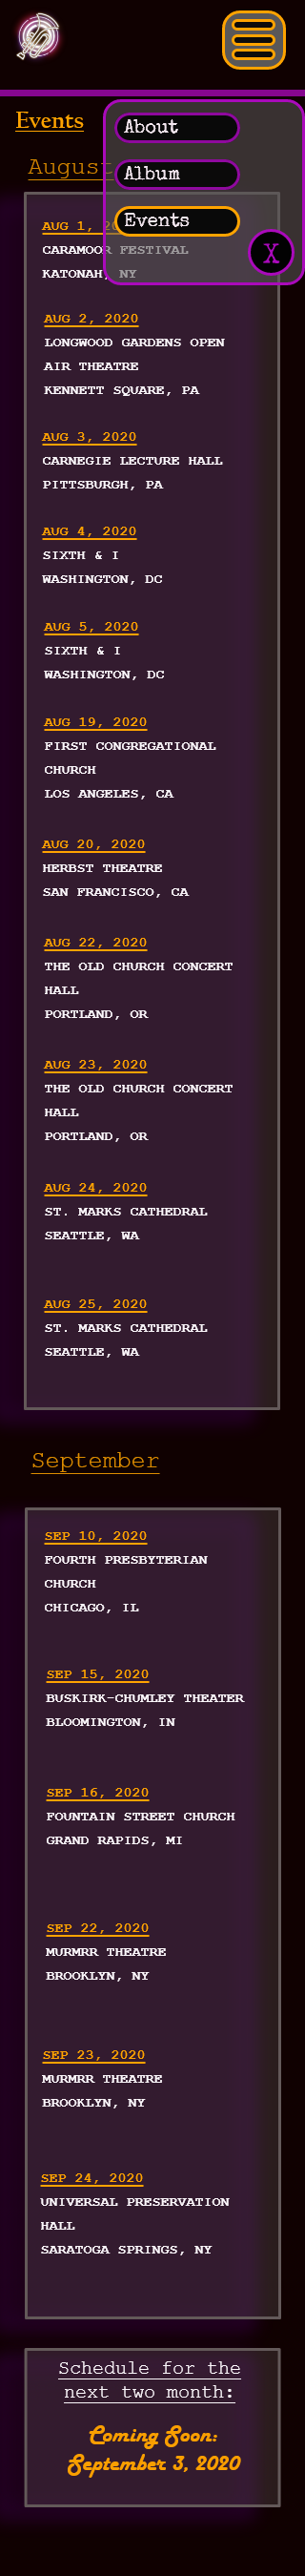 About
Events
Album
August
Events
X
AUG 1, 2020
CARAMOOR FESTIVAL
KATONAH, NY
AUG 2, 2020
LONGWOOD GARDENS OPEN
AIR THEATRE
KENNETT SQUARE, PA
AUG 3, 2020
CARNEGIE LECTURE HALL
PITTSBURGH, PA
AUG 4, 2020
SIXTH & I
WASHINGTON, DC
AUG 5, 2020
SIXTH & I
WASHINGTON, DC
AUG 19, 2020
FIRST CONGREGATIONAL
CHURCH
LOS ANGELES, CA
AUG 20, 2020
HERBST THEATRE
SAN FRANCISCO, CA
AUG 22, 2020
THE OLD CHURCH CONCERT
HALL
PORTLAND, OR
AUG 23, 2020
THE OLD CHURCH CONCERT
HALL
PORTLAND, OR
AUG 24, 2020
ST. MARKS CATHEDRAL
SEATTLE, WA
AUG 25, 2020
ST. MARKS CATHEDRAL
SEATTLE, WA
September
SEP 10, 2020
FOURTH PRESBYTERIAN
CHURCH
CHICAGO, IL
SEP 15, 2020
BUSKIRK-CHUMLEY THEATER
BLOOMINGTON, IN
SEP 16, 2020
FOUNTAIN STREET CHURCH
GRAND RAPIDS, MI
SEP 22, 2020
MURMRR THEATRE
BROOKLYN, NY
SEP 23, 2020
MURMRR THEATRE
BROOKLYN, NY
SEP 24, 2020
UNIVERSAL PRESERVATION
HALL
SARATOGA SPRINGS, NY
Schedule for the
next two month:
Coming Soon:
September 3, 2020